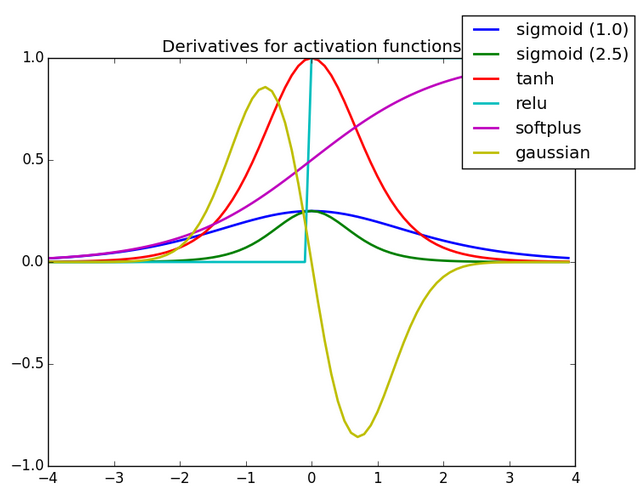 Derivatives for activation functions
sigmoid (1.0)
sigmoid (2.5)
tanh
relu
softplus
gaussian
1.0
0.5
0.0
−0.5
−1.0
−4 −3 −2 −1 0 1 2 3 4